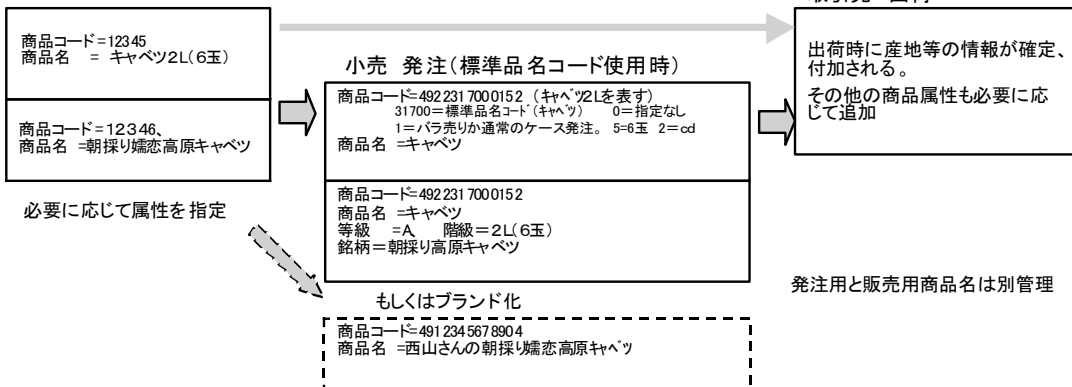 商品コード=12345
商品名 = キャベツ2L(6玉)
商品コード=12346、
商品名 =朝採り嬬恋高原キャベツ
必要に応じて属性を指定
小売 発注(標準品名コード使用時)
商品コード=4922317000152 (キャベツ2Lを表す)
31700=標準品名コード(キャベツ) 0=指定なし
1=バラ売りか通常のケース発注。 5=6玉 2=cd
商品名 =キャベツ
商品コード=4922317000152
商品名 =キャベツ
等級 =A 階級=2L(6玉)
銘柄=朝採り高原キャベツ
もしくはブランド化
商品コード=4912345678904
商品名 =西山さんの朝採り嬬恋高原キャベツ
出荷時に産地等の情報が確定、
付加される。
その他の商品属性も必要に応
じて追加
発注用と販売用商品名は別管理